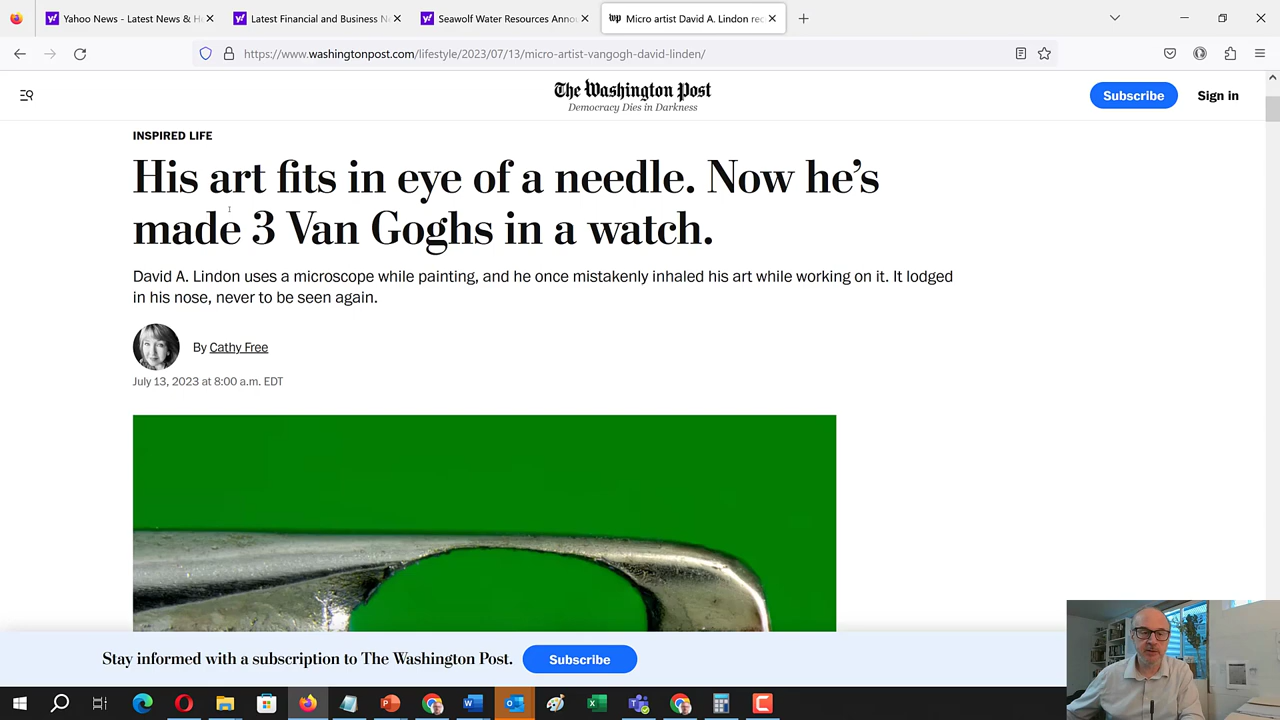 Yahoo News - Latest News & H
Latest Financial and Business N
Seawolf Water Resources Anno
wp Micro artist David A. Lindon rec
https://www.washingtonpost.com/lifestyle/2023/07/13/micro-artist-vangogh-david-linden/
The Washington Post
Democracy Dies in Darkness
Subscribe
Sign in
INSPIRED LIFE
His art fits in eye of a needle. Now he’s
made 3 Van Goghs in a watch.
David A. Lindon uses a microscope while painting, and he once mistakenly inhaled his art while working on it. It lodged
in his nose, never to be seen again.
By Cathy Free
July 13, 2023 at 8:00 a.m. EDT
Stay informed with a subscription to The Washington Post.
Subscribe